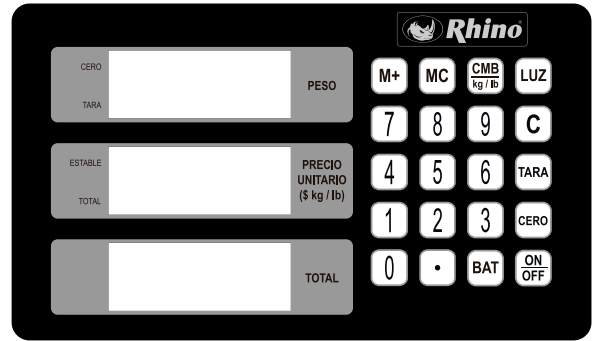 Rhino
CERO
TARA
PESO
M+ MC CMB kg / lb LUZ
7 8 9 C
ESTABLE
TOTAL
PRECIO
UNITARIO
($ kg / lb)
4 5 6 TARA
1 2 3 CERO
TOTAL
0 . BAT ON OFF